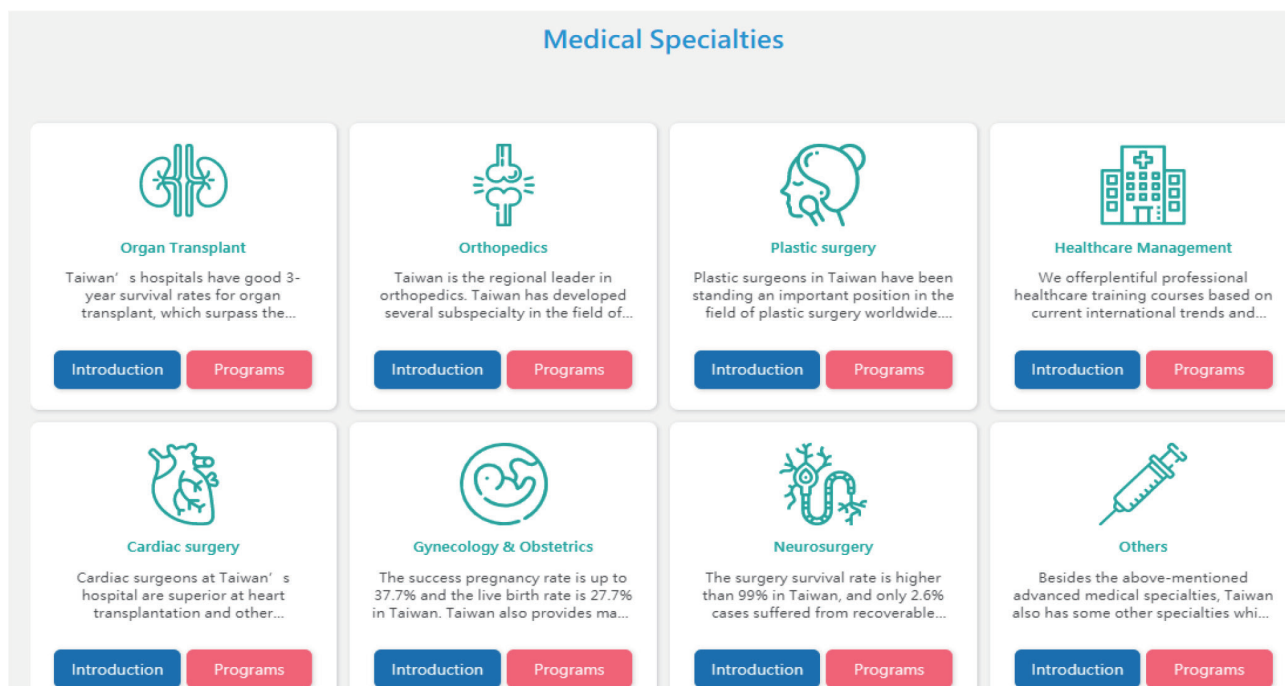 Medical Specialties
Organ Transplant
Taiwan's hospitals have good 3-
year survival rates for organ
transplant, which surpass the...
Introduction Programs
Orthopedics
Taiwan is the regional leader in
orthopedics. Taiwan has developed
several subspecialty in the field of...
Introduction Programs
Plastic surgery
Plastic surgeons in Taiwan have been
standing an important position in the
field of plastic surgery worldwide....
Introduction Programs
Healthcare Management
We offerplentiful professional
healthcare training courses based on
current international trends and...
Introduction Programs
Cardiac surgery
Cardiac surgeons at Taiwan's
hospital are superior at heart
transplantation and other...
Introduction Programs
Gynecology & Obstetrics
The success pregnancy rate is up to
37.7% and the live birth rate is 27.7%
in Taiwan. Taiwan also provides ma...
Introduction Programs
Neurosurgery
The surgery survival rate is higher
than 99% in Taiwan, and only 2.6%
cases suffered from recoverable...
Introduction Programs
Others
Besides the above-mentioned
advanced medical specialties, Taiwan
also has some other specialties whi...
Introduction Programs